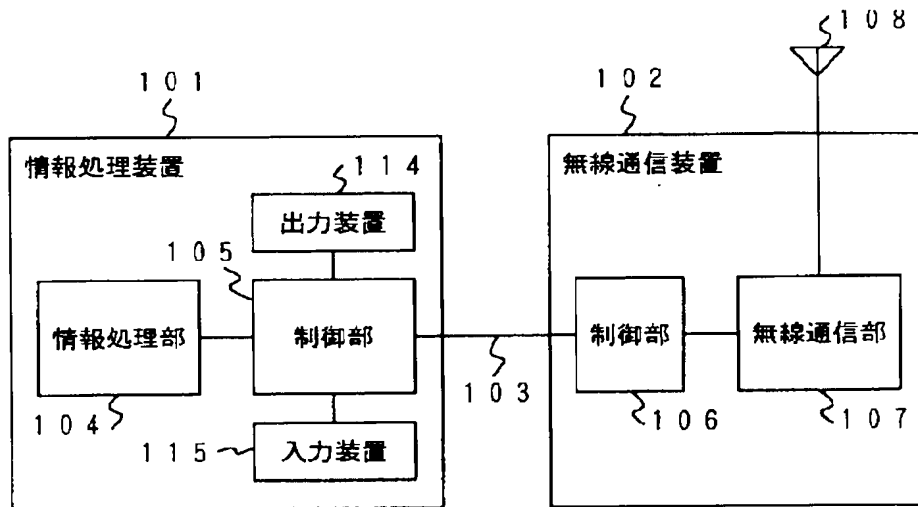 108
101
102
情報処理装置
114
無線通信装置
出力装置
105
情報処理部
制御部
制御部
無線通信部
103
104
106
107
115
入力装置